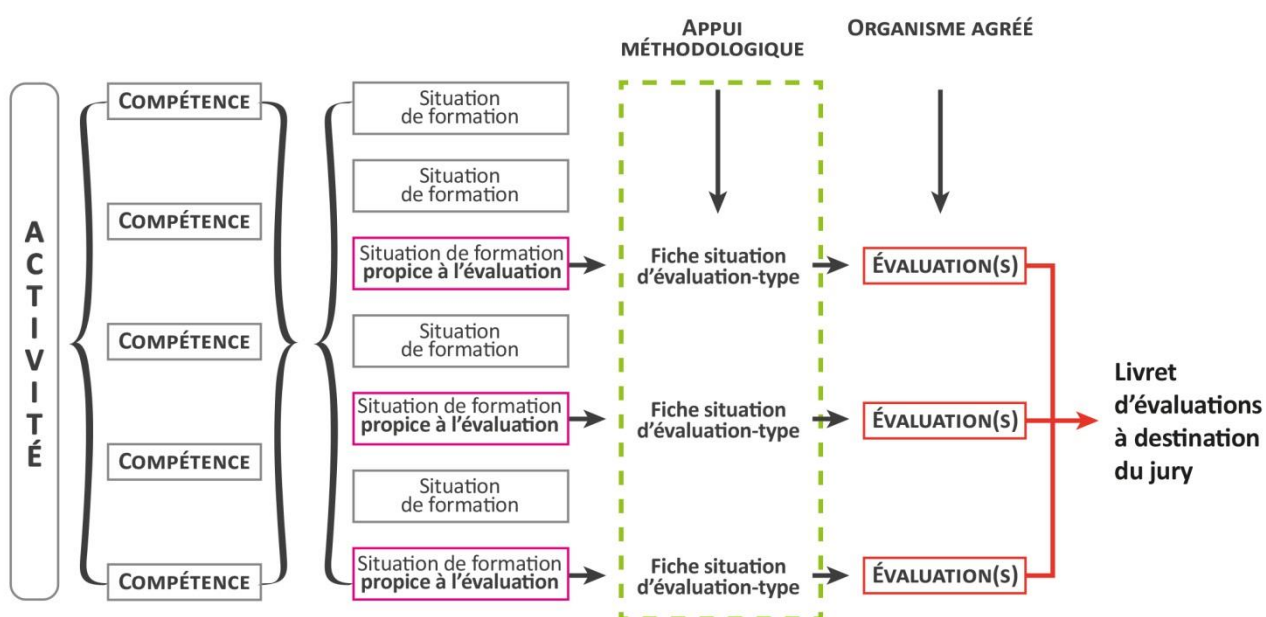 APPUI
MÉTHODOLOGIQUE
ORGANISME AGRÉÉ
ACTIVITÉ
COMPÉTENCE
COMPÉTENCE
COMPÉTENCE
COMPÉTENCE
COMPÉTENCE
Situation
de formation
Situation
de formation
Situation de formation
propice à l'évaluation
Situation
de formation
Situation de formation
propice à l'évaluation
Situation
de formation
Situation de formation
propice à l'évaluation
Fiche situation
d'évaluation-type
Fiche situation
d'évaluation-type
Fiche situation
d'évaluation-type
ÉVALUATION(S)
ÉVALUATION(S)
ÉVALUATION(S)
Livret
d'évaluations
à destination
du jury